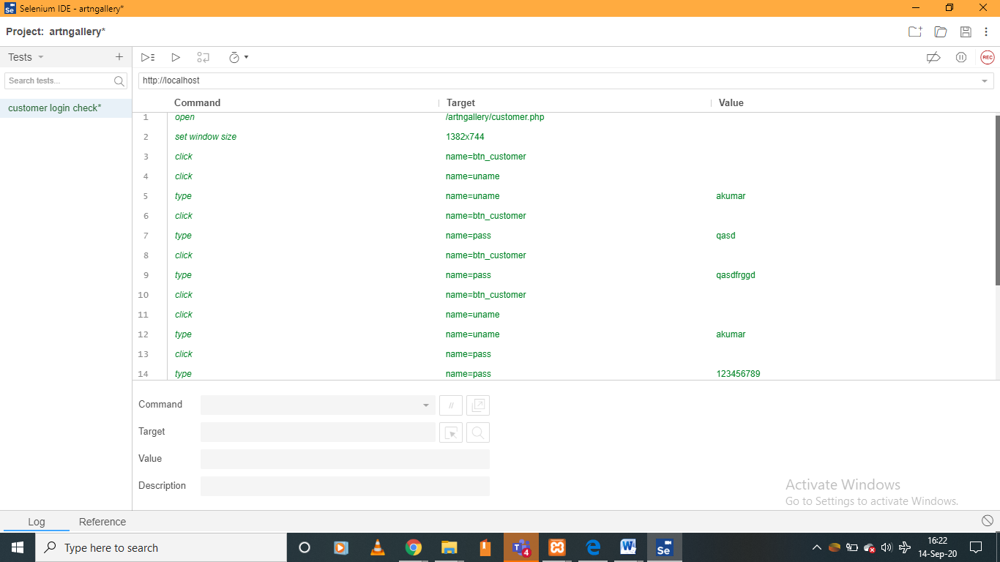 Selenium IDE - artngallery*
Project: artngallery*
Tests
Search tests...
customer login check*
http://localhost
Command Target Value
1 open /artngallery/customer.php
2 set window size 1382x744
3 click name=btn_customer
4 click name=uname
5 type name=uname akumar
6 click name=btn_customer
7 type name=pass qasd
8 click name=btn_customer
9 type name=pass qasdfrggd
10 click name=btn_customer
11 click name=uname
12 type name=uname akumar
13 click name=pass
14 type name=pass 123456789
REC
Command //
Target
Value
Description
Activate Windows
Go to Settings to activate Windows.
Log Reference
Type here to search
4
W
Se
16:22
14-Sep-20